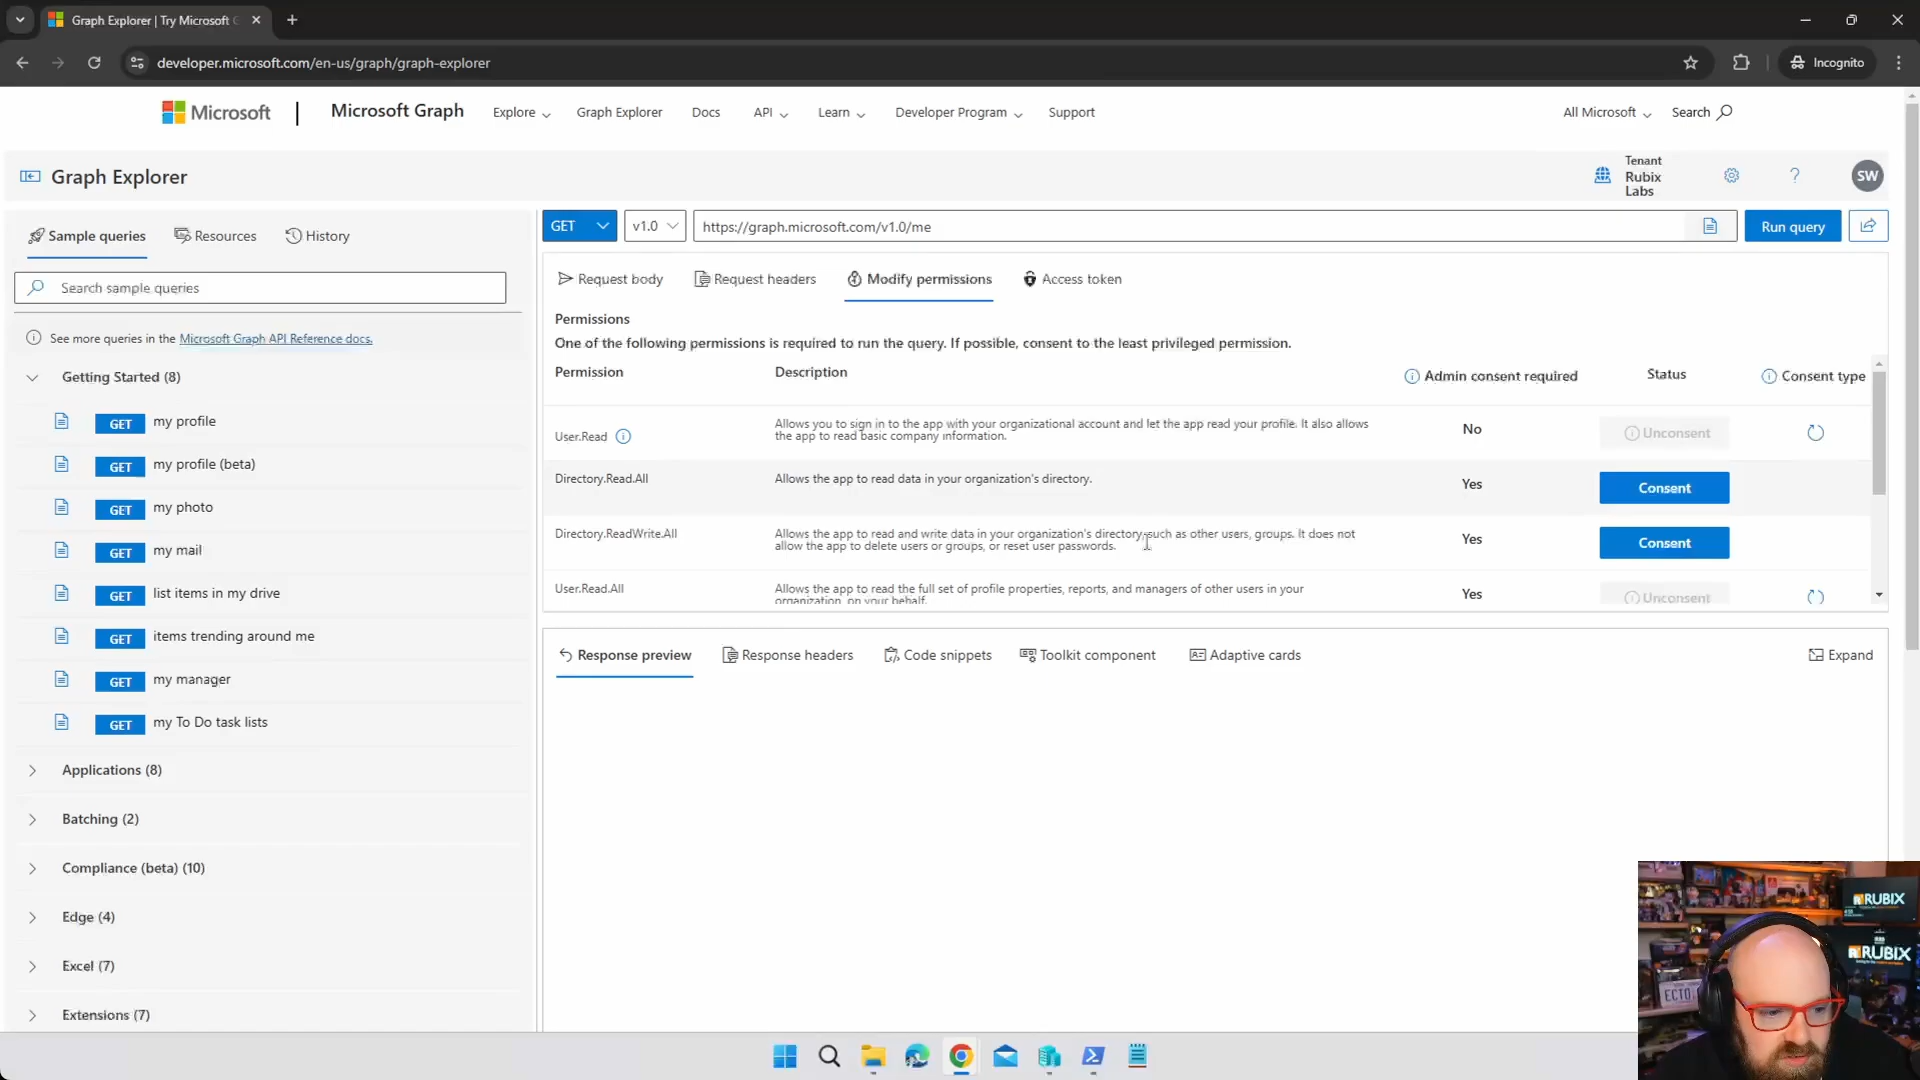 Graph Explorer | Try Microsoft G
developer.microsoft.com/en-us/graph/graph-explorer
Incognito
Microsoft
Microsoft Graph
Explore
Graph Explorer
Docs
API
Learn
Developer Program
Support
All Microsoft
Search
Graph Explorer
Tenant
Rubix
Labs
?
SW
Sample queries
Resources
History
Search sample queries
See more queries in the Microsoft Graph API Reference docs.
Getting Started (8)
GET my profile
GET my profile (beta)
GET my photo
GET my mail
GET list items in my drive
GET items trending around me
GET my manager
GET my To Do task lists
Applications (8)
Batching (2)
Compliance (beta) (10)
Edge (4)
Excel (7)
Extensions (7)
GET
v1.0
https://graph.microsoft.com/v1.0/me
Run query
Request body
Request headers
Modify permissions
Access token
Permissions
One of the following permissions is required to run the query. If possible, consent to the least privileged permission.
Permission
Description
Admin consent required
Status
Consent type
User.Read
Allows you to sign in to the app with your organizational account and let the app read your profile. It also allows
the app to read basic company information.
No
Unconsent
Directory.Read.All
Allows the app to read data in your organization's directory.
Yes
Consent
Directory.ReadWrite.All
Allows the app to read and write data in your organization's directory, such as other users, groups. It does not
allow the app to delete users or groups, or reset user passwords.
Yes
Consent
User.Read.All
Allows the app to read the full set of profile properties, reports, and managers of other users in your
organization, on your behalf.
Yes
Unconsent
Response preview
Response headers
Code snippets
Toolkit component
Adaptive cards
Expand
RUBIX
RUBIX